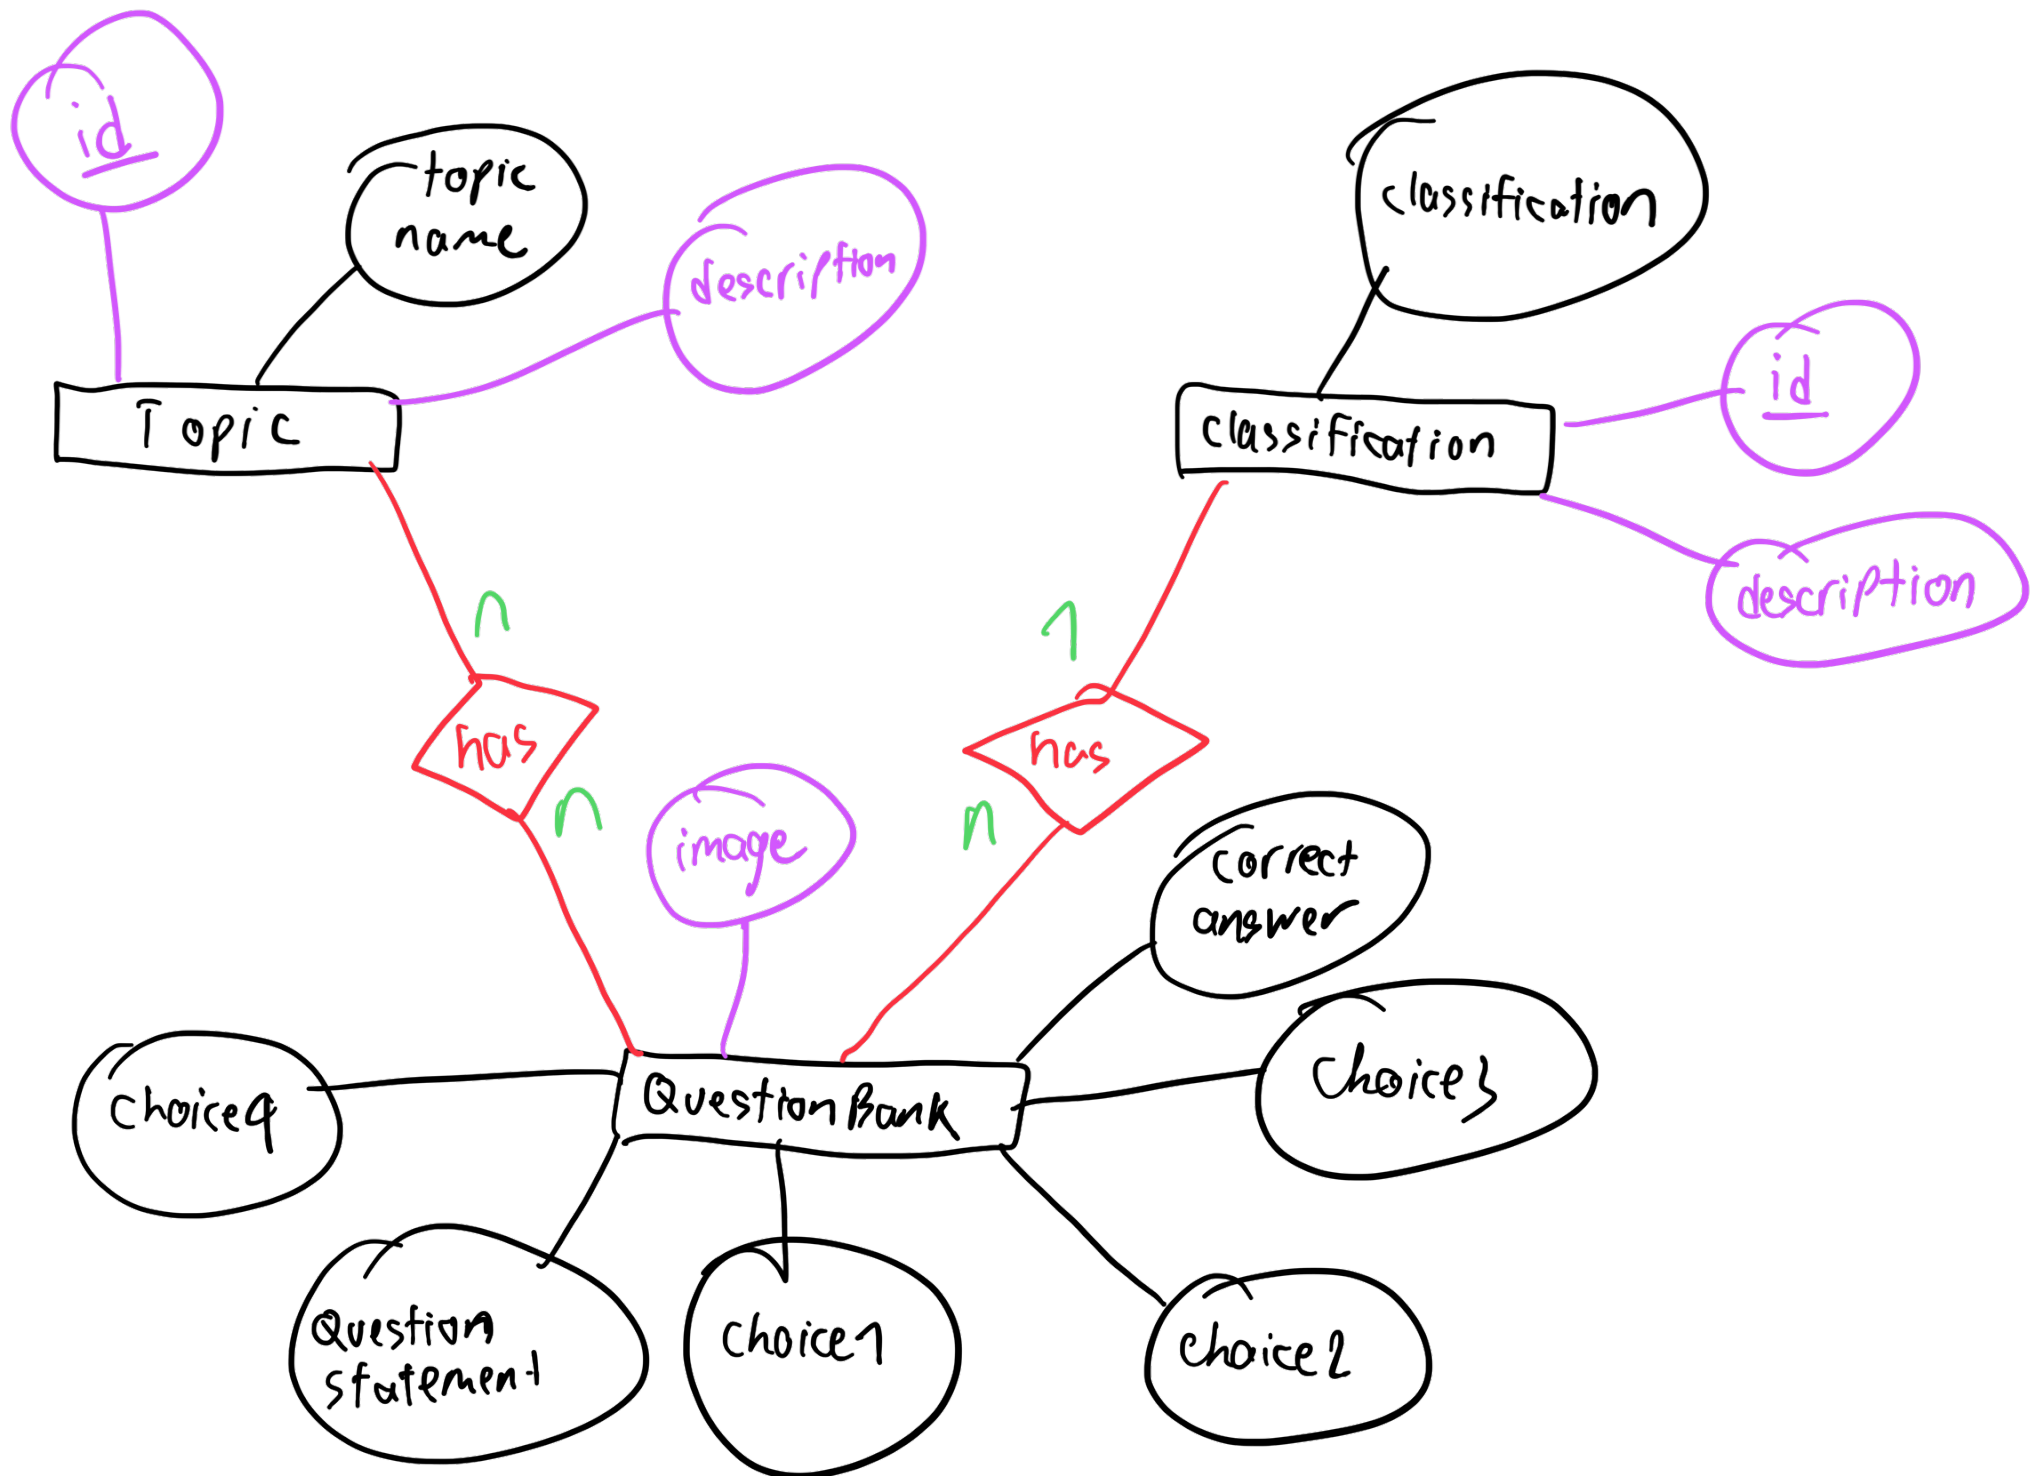 id
topic
name
description
classification
id
Topic
classification
description
n
1
has
has
n
n
image
correct
answer
choice3
choice4
Question Bank
Question
statement
choice1
choice2